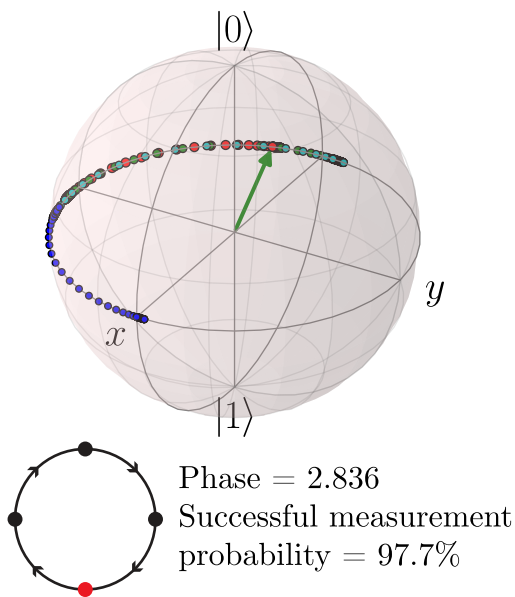 |0⟩
y
x
|1⟩
Phase = 2.836
Successful measurement
probability = 97.7%